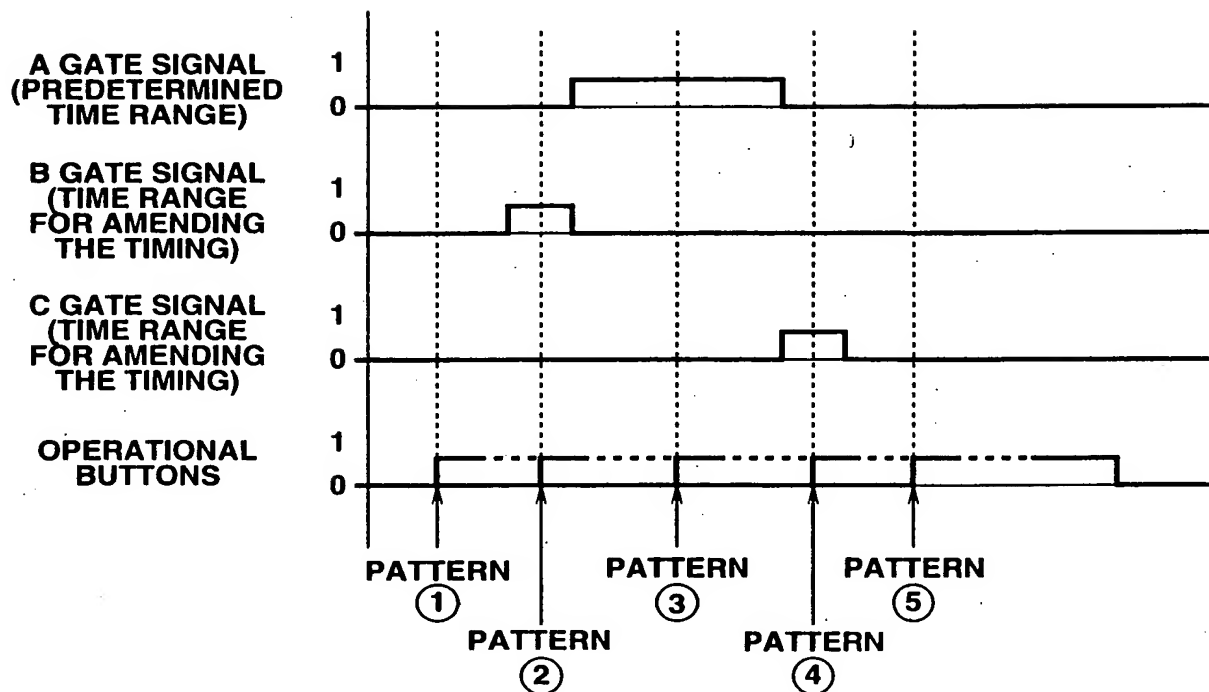 A GATE SIGNAL
(PREDETERMINED
TIME RANGE)
1
0
B GATE SIGNAL
(TIME RANGE
FOR AMENDING
THE TIMING)
1
0
C GATE SIGNAL
(TIME RANGE
FOR AMENDING
THE TIMING)
1
0
OPERATIONAL
BUTTONS
1
0
PATTERN
①
PATTERN
②
PATTERN
③
PATTERN
④
PATTERN
⑤